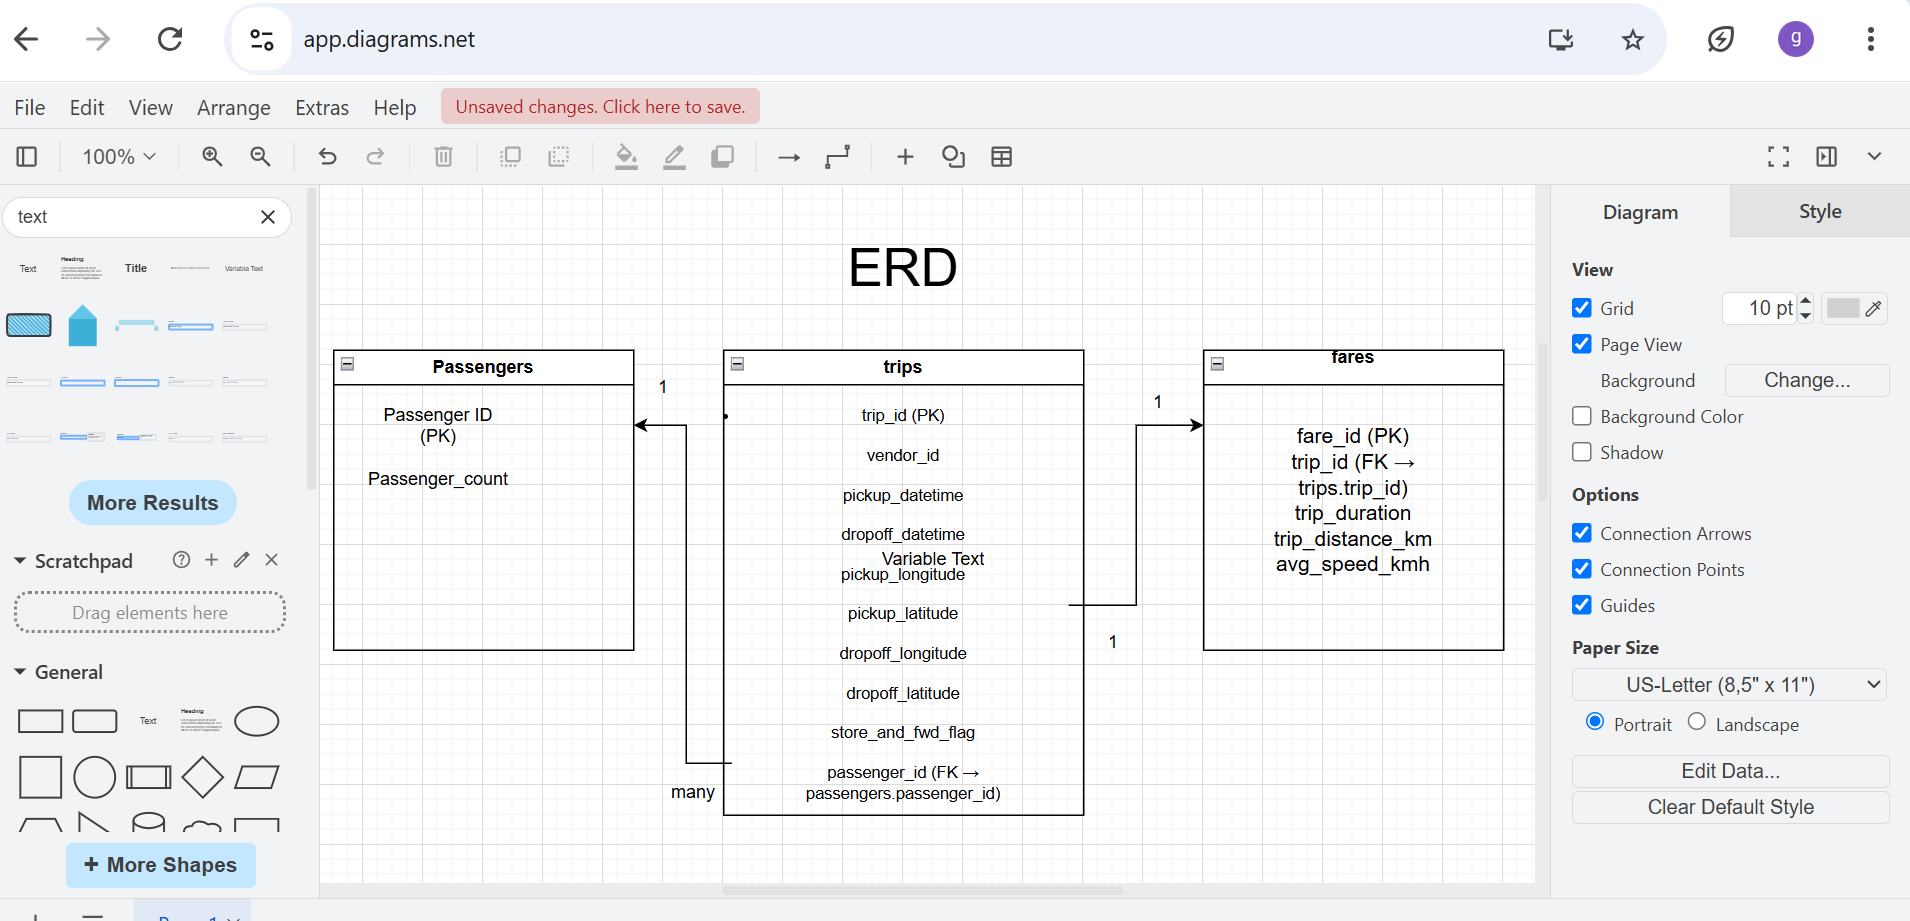 app.diagrams.net
g
File Edit View Arrange Extras Help Unsaved changes. Click here to save.
100%
text
Text Heading Title Variable Text
More Results
Scratchpad
Drag elements here
General
Text Heading
+ More Shapes
ERD
Passengers
Passenger ID
(PK)
Passenger_count
1
many
trips
trip_id (PK)
vendor_id
pickup_datetime
dropoff_datetime
Variable Text
pickup_longitude
pickup_latitude
dropoff_longitude
dropoff_latitude
store_and_fwd_flag
passenger_id (FK →
passengers.passenger_id)
1
1
fares
fare_id (PK)
trip_id (FK →
trips.trip_id)
trip_duration
trip_distance_km
avg_speed_kmh
Diagram Style
View
Grid 10 pt
Page View
Background Change...
Background Color
Shadow
Options
Connection Arrows
Connection Points
Guides
Paper Size
US-Letter (8,5" x 11")
Portrait Landscape
Edit Data...
Clear Default Style